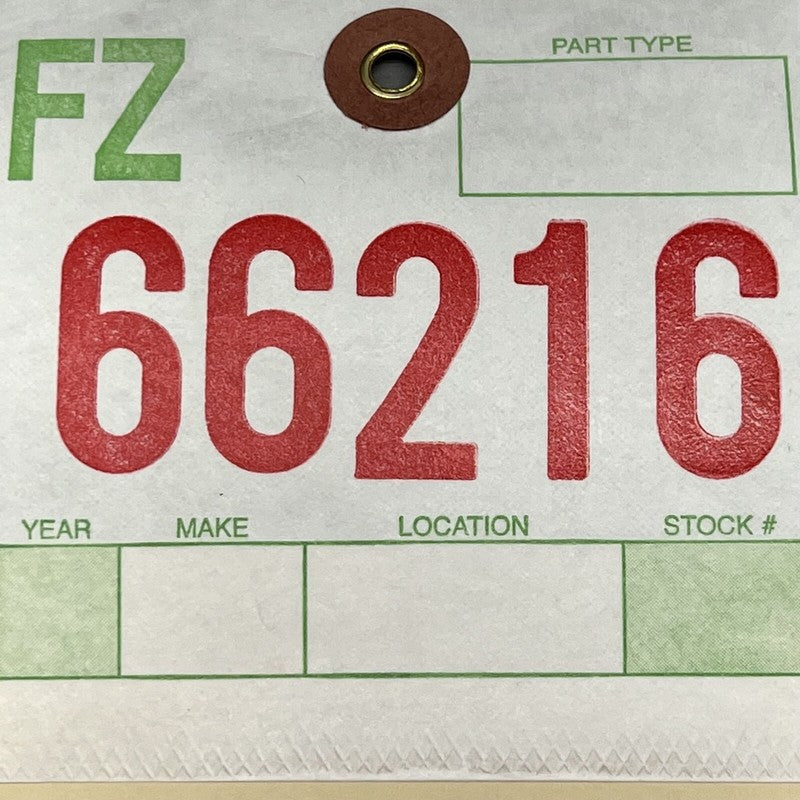 FZ
PART TYPE
66216
YEAR MAKE LOCATION STOCK #